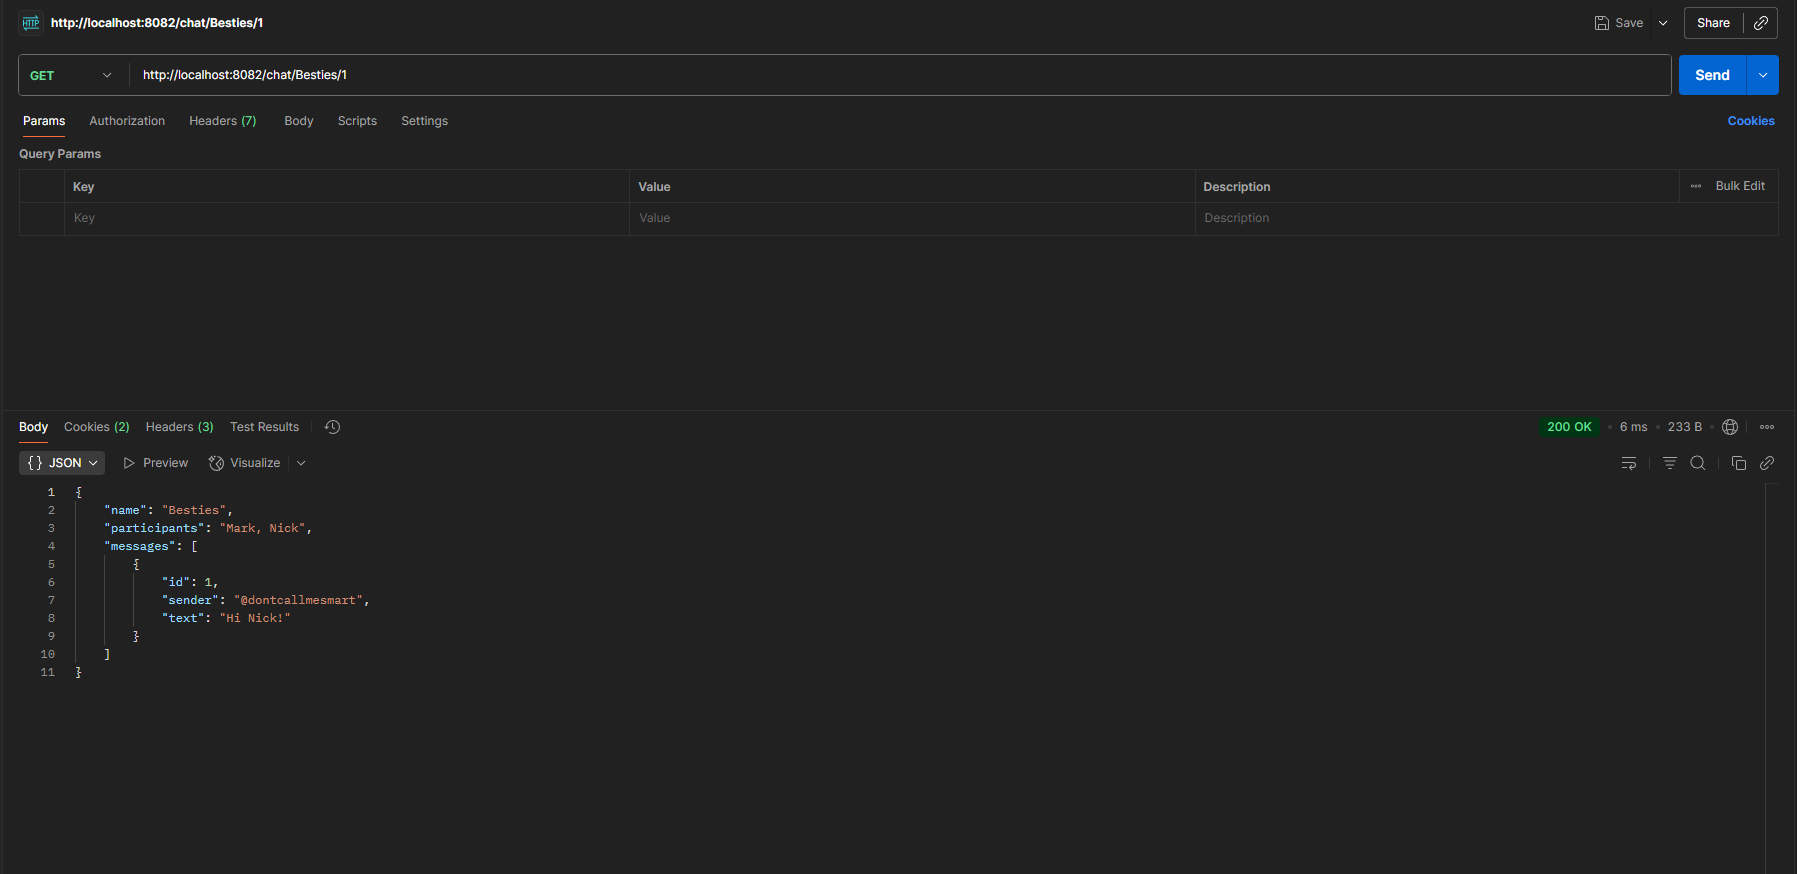 HTTP http://localhost:8082/chat/Besties/1 Save Share
GET http://localhost:8082/chat/Besties/1 Send
Params Authorization Headers (7) Body Scripts Settings Cookies
Query Params
Key Value Description Bulk Edit
Key Value Description
Body Cookies (2) Headers (3) Test Results 200 OK • 6 ms • 233 B •
{} JSON Preview Visualize
1 {
2 "name": "Besties",
3 "participants": "Mark, Nick",
4 "messages": [
5 {
6 "id": 1,
7 "sender": "@dontcallmesmart",
8 "text": "Hi Nick!"
9 }
10 ]
11 }